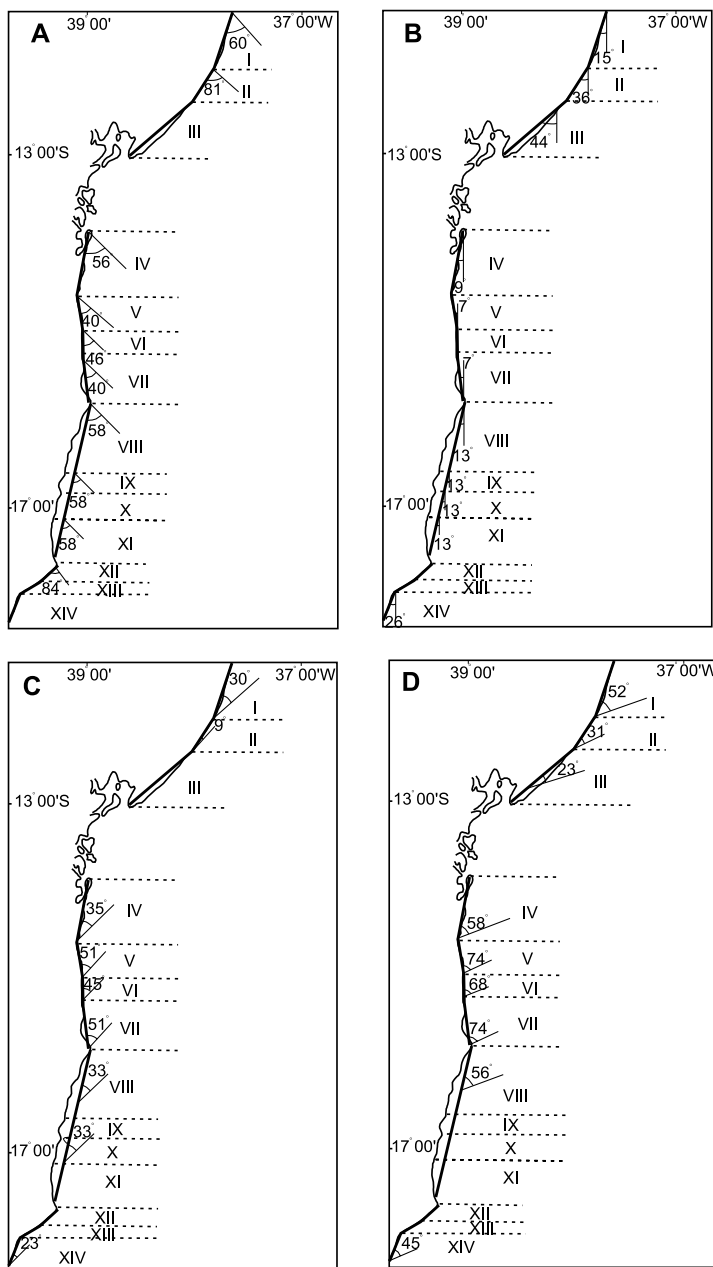 A
39°00'
37°00'W
60°
I
81°
II
III
13°00'S
56
IV
40°
V
46
VI
40°
VII
58
VIII
58°
IX
17°00'
X
58°
XI
84°
XII
XIII
XIV
B
39°00'
37°00'W
15°
I
36°
II
44°
III
13°00'S
9°
IV
7°
V
VI
7°
VII
13°
VIII
13°
IX
17°00'
13°
X
13°
XI
XII
XIII
26°
XIV
C
39°00'
37°00'W
30°
I
9°
II
III
13°00'S
35°
IV
51
V
45°
VI
51°
VII
33°
VIII
33°
IX
17°00'
X
XI
XII
XIII
23°
XIV
D
39°00'
37°00'W
52°
I
31°
II
23°
III
13°00'S
58°
IV
74°
V
68°
VI
74°
VII
56°
VIII
IX
17°00'
X
XI
XII
XIII
45°
XIV